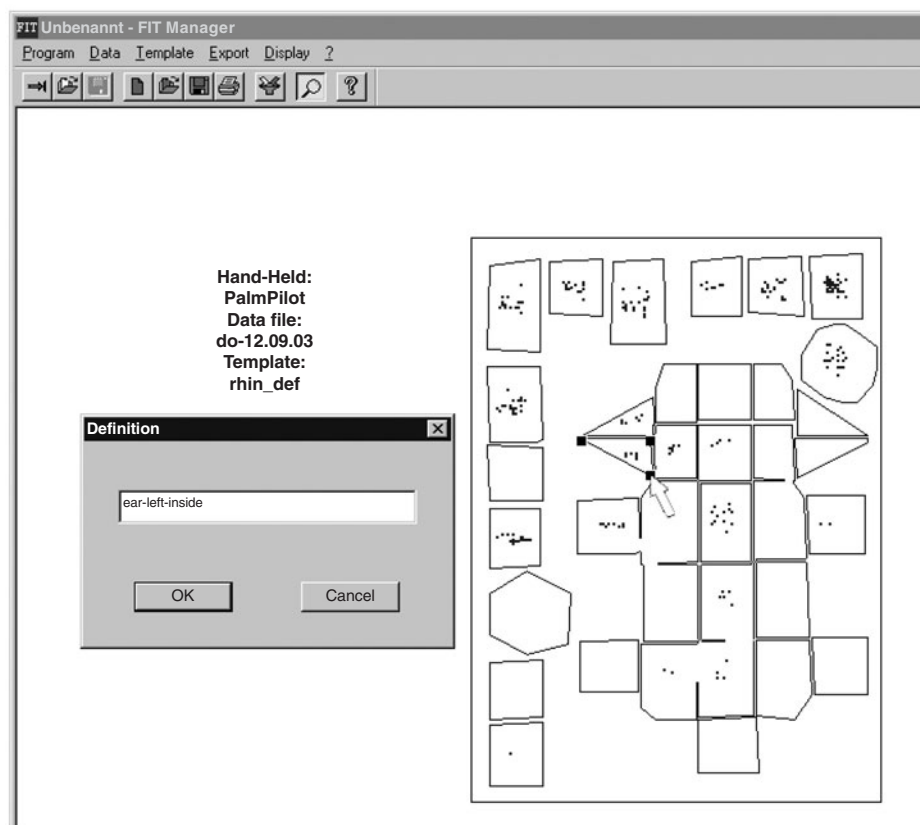 FIT Unbenannt - FIT Manager
Program Data Template Export Display ?
Hand-Held:
PalmPilot
Data file:
do-12.09.03
Template:
rhin_def
Definition
ear-left-inside
OK Cancel